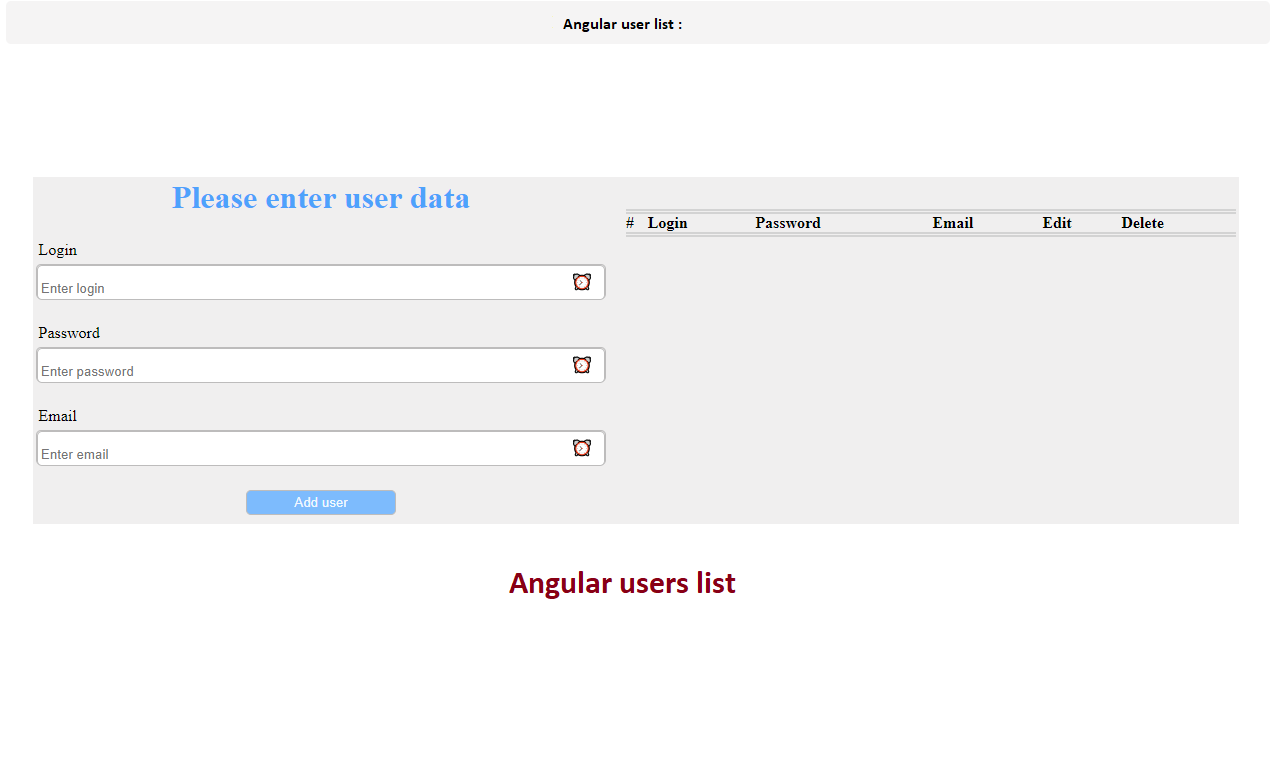 Angular user list :
Please enter user data
Login
Enter login
Password
Enter password
Email
Enter email
Add user
# Login Password Email Edit Delete
Angular users list